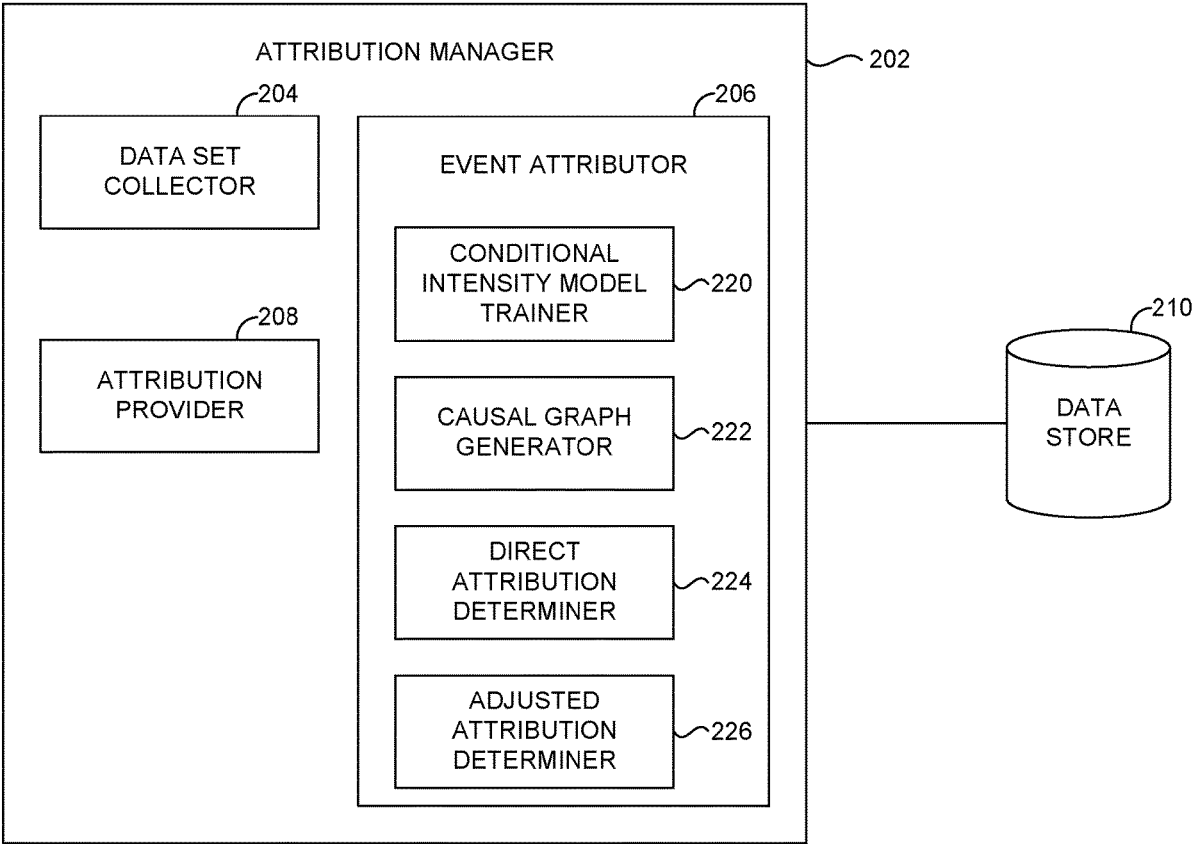 ATTRIBUTION MANAGER
202
204
DATA SET
COLLECTOR
206
EVENT ATTRIBUTOR
CONDITIONAL
INTENSITY MODEL
TRAINER
220
208
ATTRIBUTION
PROVIDER
CAUSAL GRAPH
GENERATOR
222
DIRECT
ATTRIBUTION
DETERMINER
224
ADJUSTED
ATTRIBUTION
DETERMINER
226
210
DATA
STORE